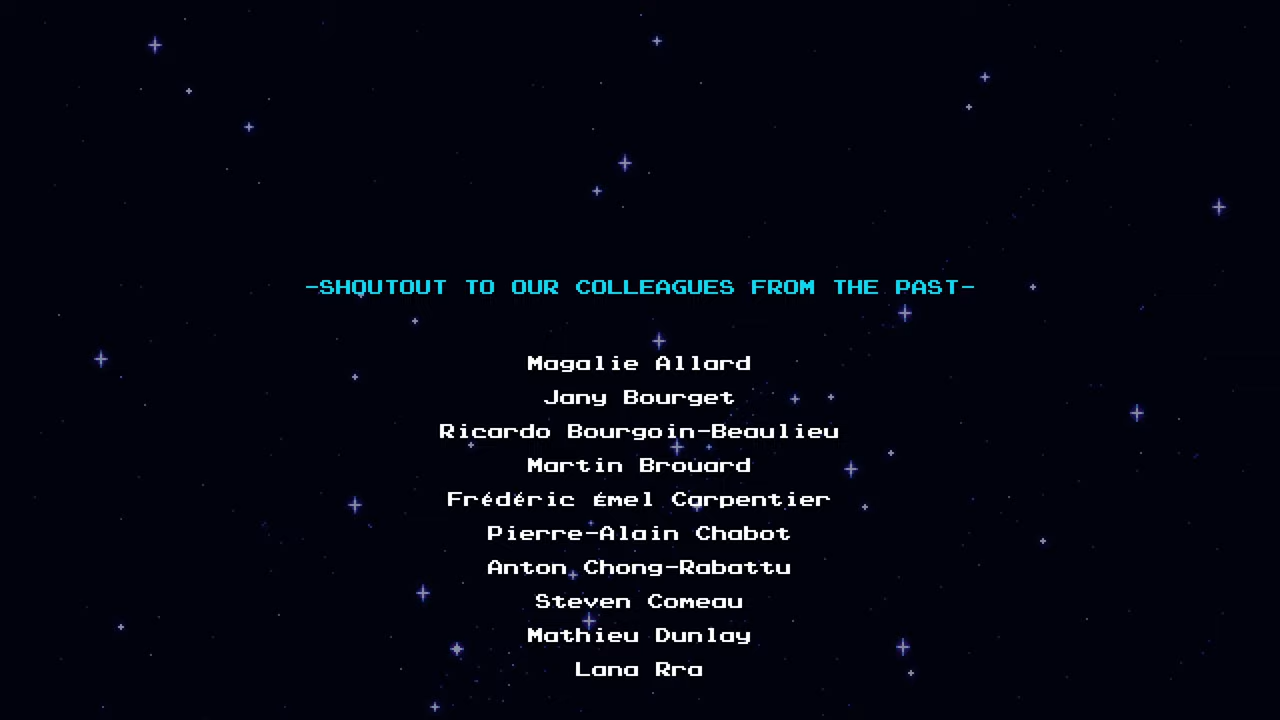 -SHOUTOUT TO OUR COLLEAGUES FROM THE PAST-
Magalie Allard
Jany Bourget
Ricardo Bourgoin-Beaulieu
Martin Brouard
Frédéric Émel Carpentier
Pierre-Alain Chabot
Anton Chong-Rabattu
Steven Comeau
Mathieu Dunlay
Lana Rra